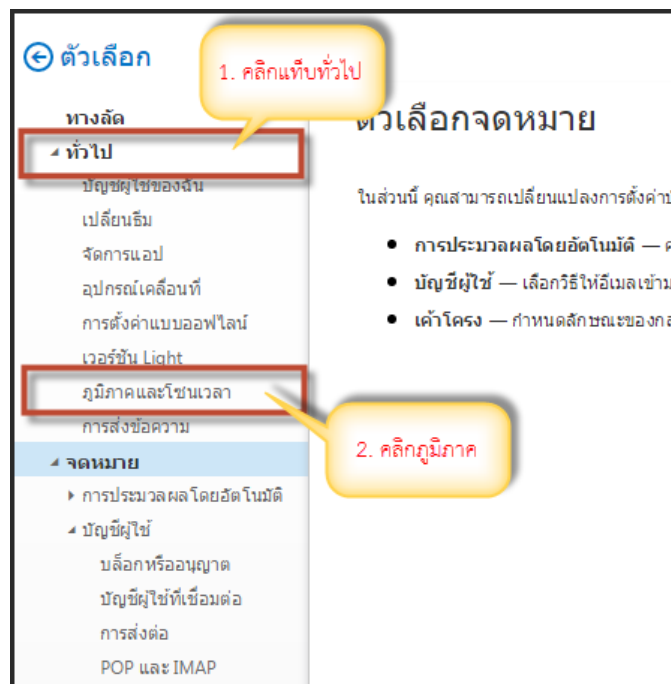 ตัวเลือก
1. คลิกแท็บทั่วไป
ทางลัด
ทั่วไป
บัญชีผู้ใช้ของฉัน
เปลี่ยนธีม
จัดการแอป
อุปกรณ์เคลื่อนที่
การตั้งค่าแบบออฟไลน์
เวอร์ชัน Light
ภูมิภาคและโซนเวลา
การส่งข้อความ
จดหมาย
การประมวลผลโดยอัตโนมัติ
บัญชีผู้ใช้
บล็อกหรืออนุญาต
บัญชีผู้ใช้ที่เชื่อมต่อ
การส่งต่อ
POP และ IMAP
ตัวเลือกจดหมาย
ในส่วนนี้ คุณสามารถเปลี่ยนแปลงการตั้งค่า
• การประมวลผลโดยอัตโนมัติ —
• บัญชีผู้ใช้ — เลือกวิธีให้อีเมลเข้าม
• เค้าโครง — กำหนดลักษณะของก
2. คลิกภูมิภาค